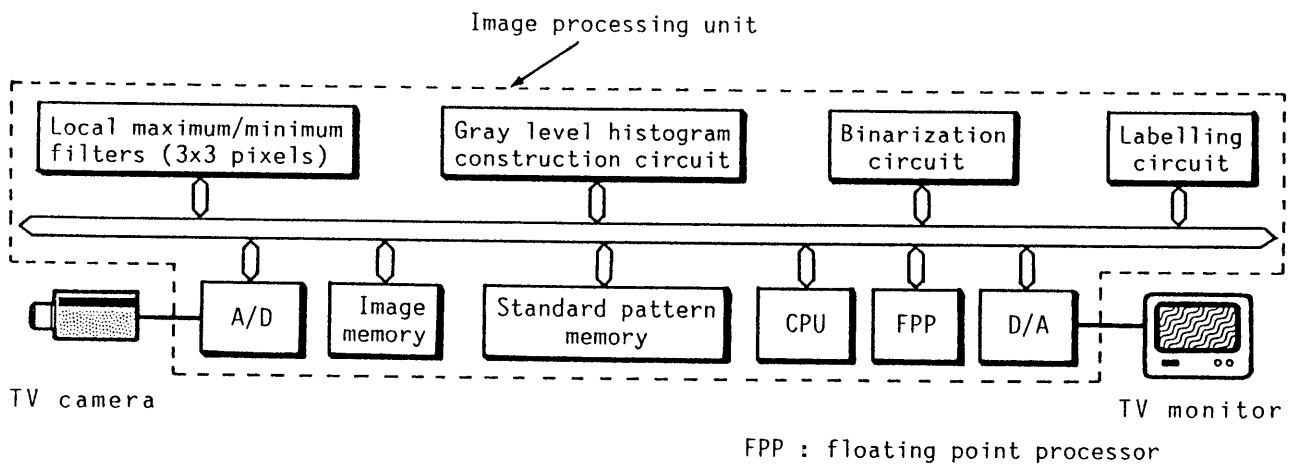 Image processing unit
Local maximum/minimum
filters (3x3 pixels)
Gray level histogram
construction circuit
Binarization
circuit
Labelling
circuit
A/D
Image
memory
Standard pattern
memory
CPU
FPP
D/A
TV camera
TV monitor
FPP : floating point processor